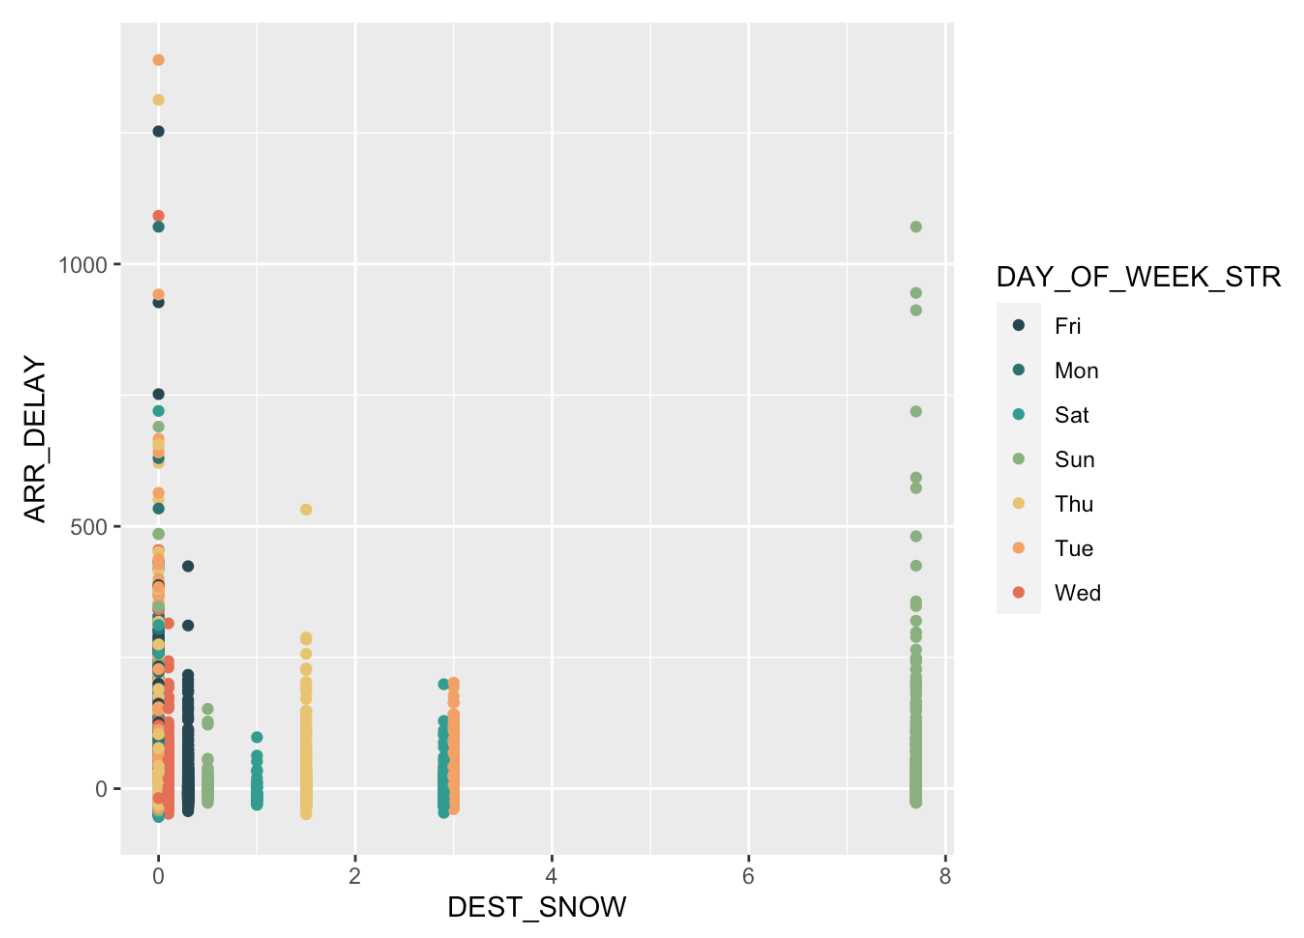 1000
500
0
0
2
4
6
8
ARR_DELAY
DEST_SNOW
DAY_OF_WEEK_STR
Fri
Mon
Sat
Sun
Thu
Tue
Wed